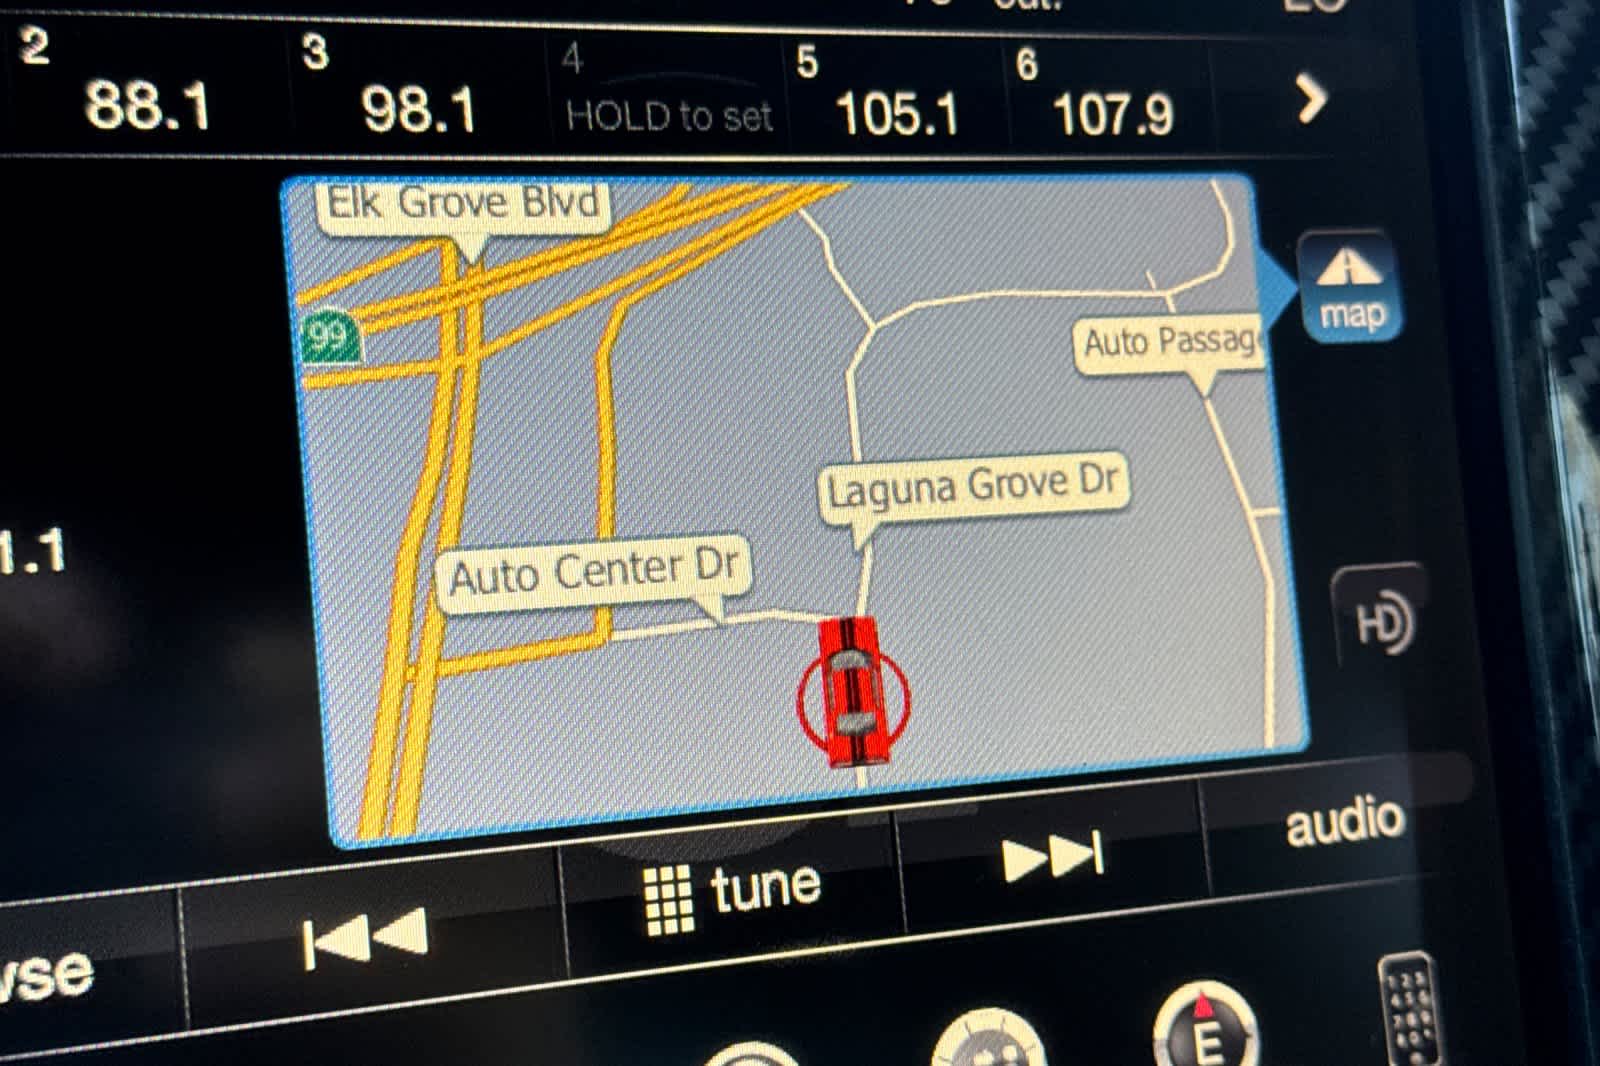 2
88.1
3
98.1
4
HOLD to set
5
105.1
6
107.9
Elk Grove Blvd
99
map
Auto Passag
Laguna Grove Dr
1.1
Auto Center Dr
HD
audio
tune
wse
E